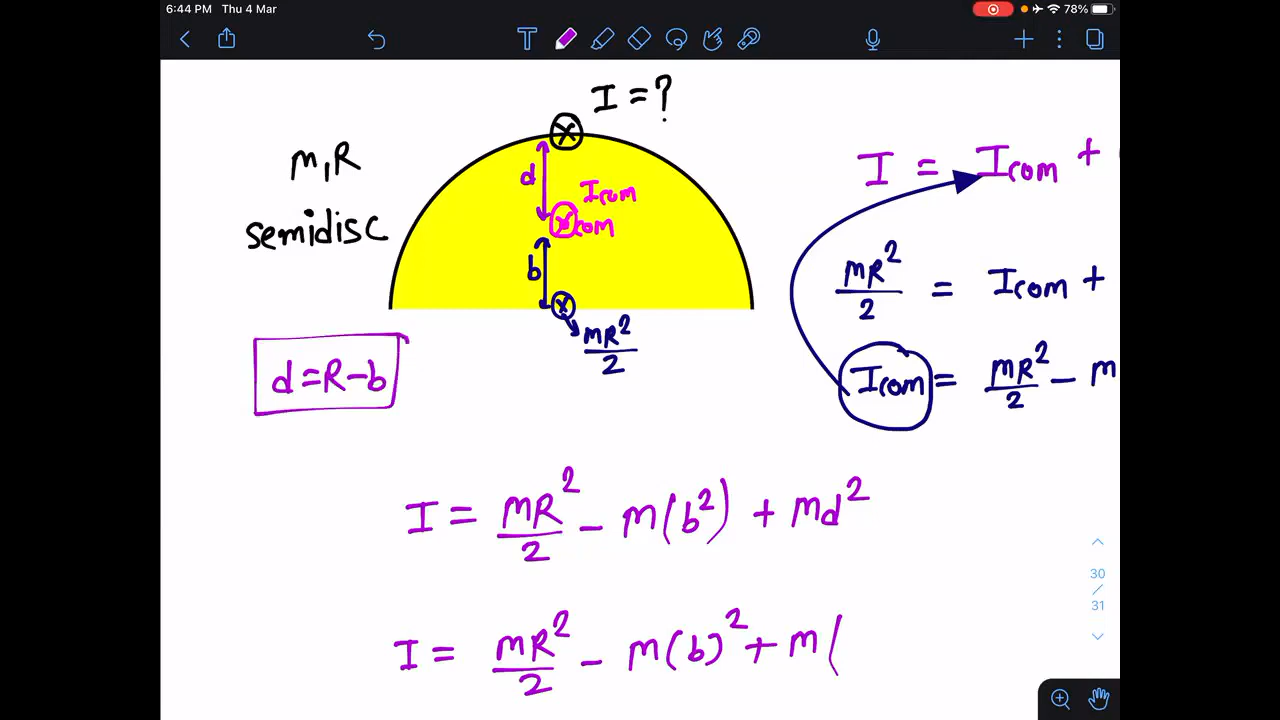 6:44 PM Thu 4 Mar
78%
T
I = ?
m,R
semidisc
d
Icom
com
b
mR²/2
d = R - b
I = Icom +
mR²/2 = Icom +
Icom = mR²/2 - m
I = mR²/2 - m(b²) + md²
I = mR²/2 - m(b)² + m(
30
/
31